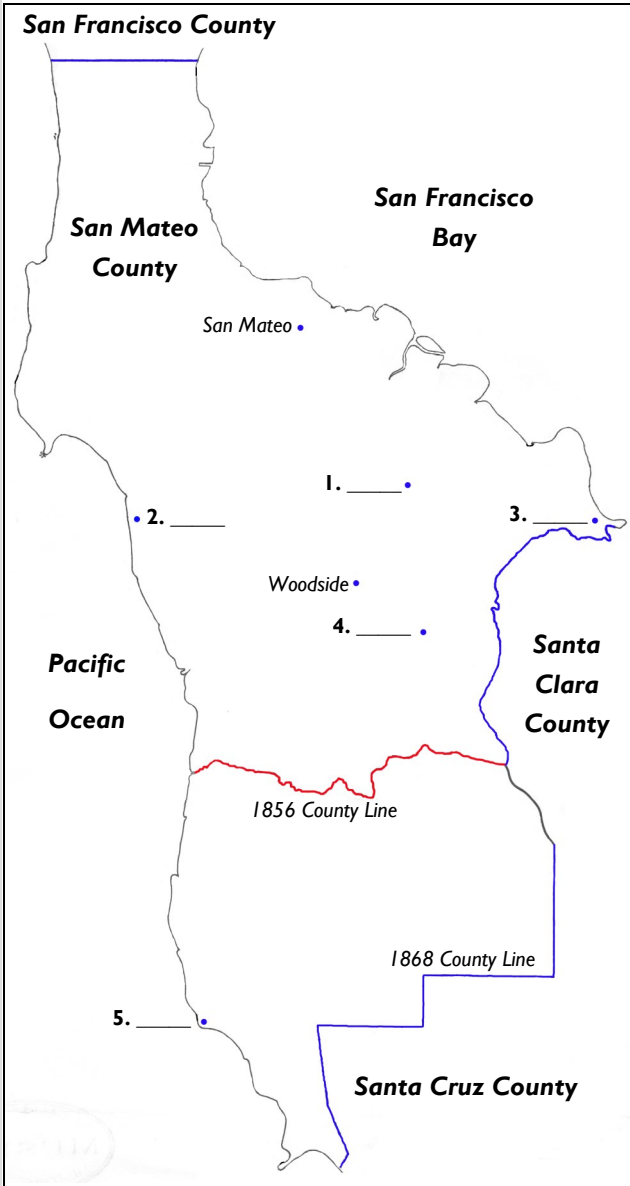 San Francisco County
San Francisco
Bay
San Mateo
County
San Mateo
1. _____
2. _____
3. _____
Woodside
4. _____
Santa
Clara
County
Pacific
Ocean
1856 County Line
1868 County Line
5. _____
Santa Cruz County